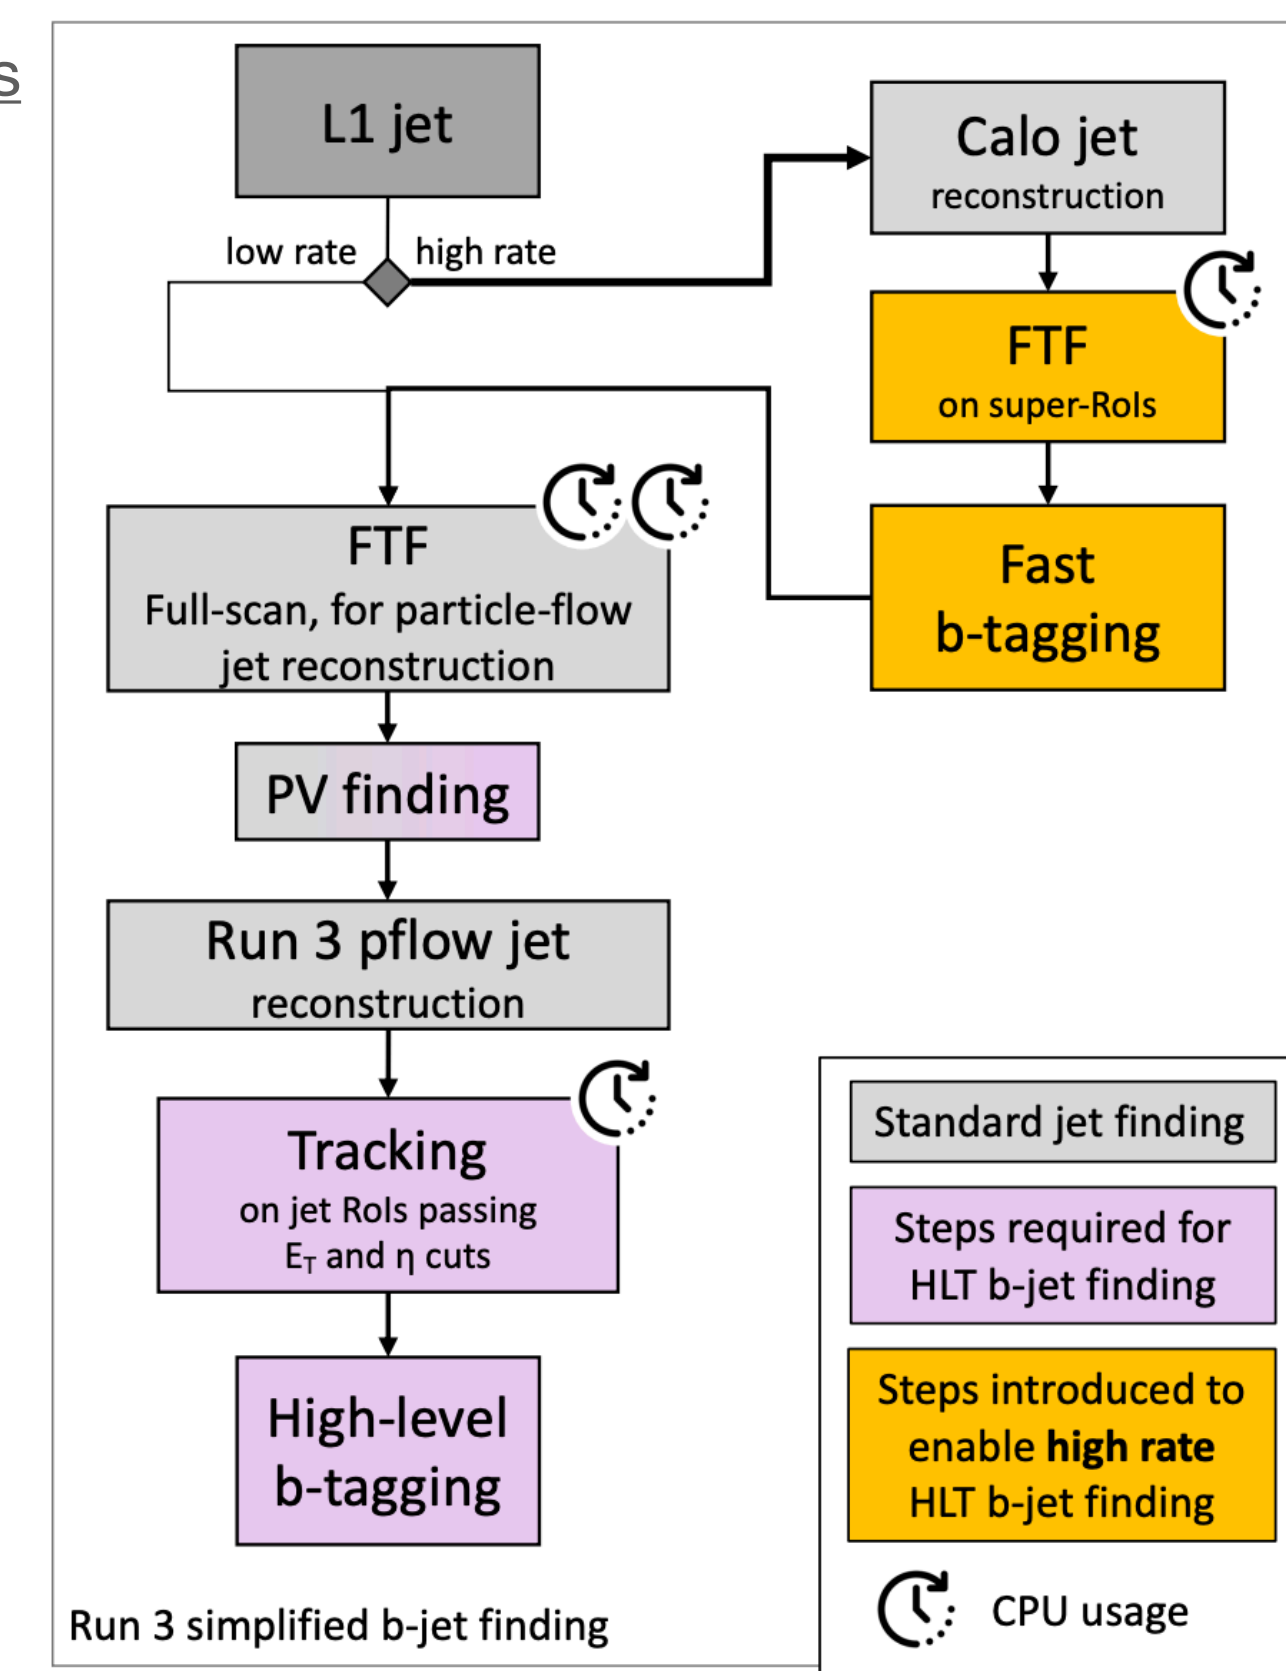 s
L1 jet
low rate
high rate
Calo jet
reconstruction
FTF
on super-RoIs
Fast
b-tagging
FTF
Full-scan, for particle-flow
jet reconstruction
PV finding
Run 3 pflow jet
reconstruction
Tracking
on jet RoIs passing
E_T and η cuts
High-level
b-tagging
Run 3 simplified b-jet finding
Standard jet finding
Steps required for
HLT b-jet finding
Steps introduced to
enable high rate
HLT b-jet finding
CPU usage